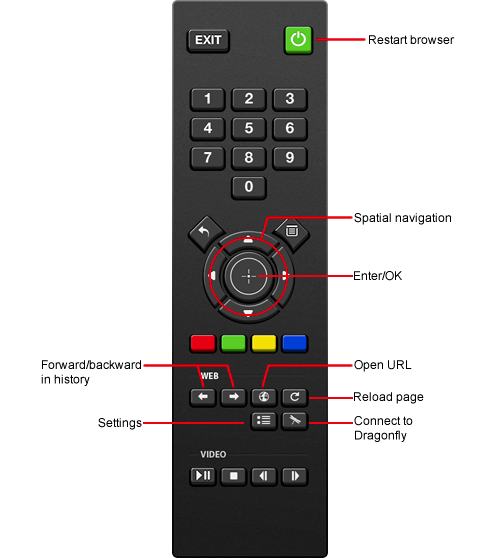 EXIT
Restart browser
1 2 3
4 5 6
7 8 9
0
Spatial navigation
Enter/OK
Forward/backward
in history
WEB
Open URL
Reload page
Settings
Connect to
Dragonfly
VIDEO